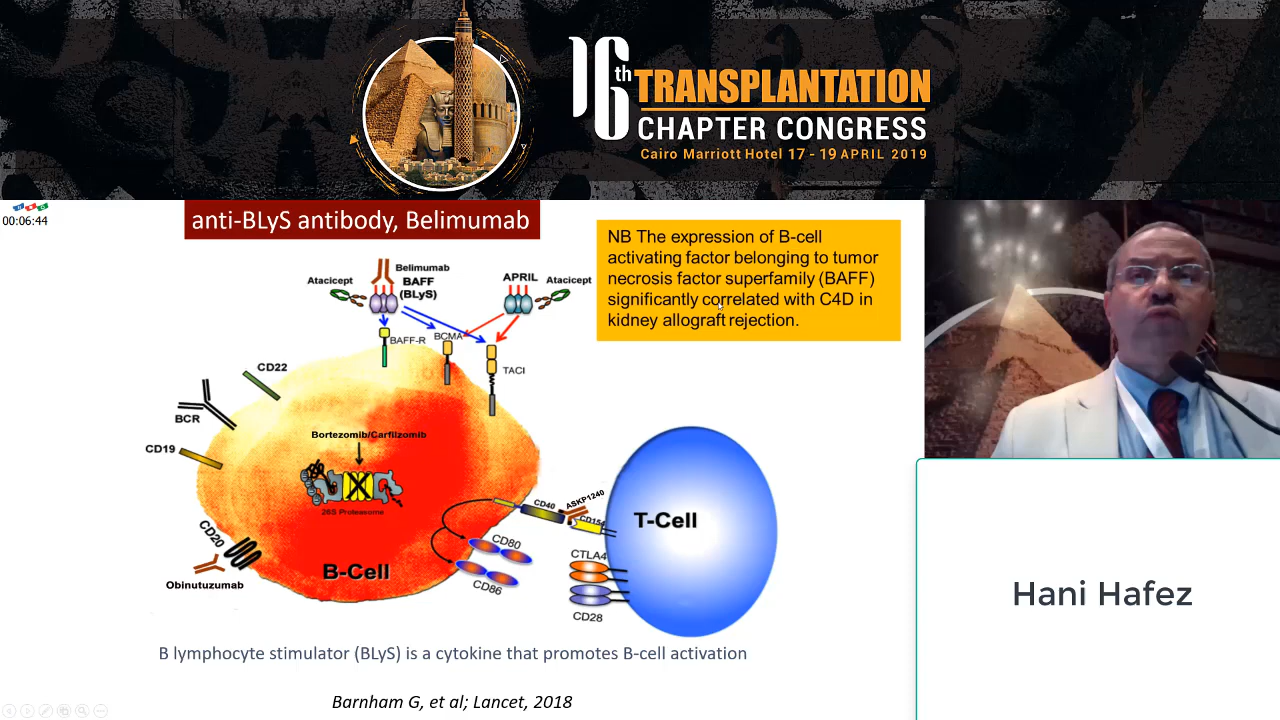 16th TRANSPLANTATION
CHAPTER CONGRESS
Cairo Marriott Hotel 17 - 19 APRIL 2019
00:06:44
anti-BLyS antibody, Belimumab
NB The expression of B-cell
activating factor belonging to tumor
necrosis factor superfamily (BAFF)
significantly correlated with C4D in
kidney allograft rejection.
Belimumab
Atacicept
BAFF
(BLyS)
APRIL
Atacicept
BAFF-R
BCMA
TACI
CD22
BCR
CD19
Bortezomib/Carfilzomib
26S Proteasome
CD20
Obinutuzumab
B-Cell
CD40
ASKP1240
CD154
T-Cell
CD80
CD86
CTLA4
CD28
Hani Hafez
B lymphocyte stimulator (BLyS) is a cytokine that promotes B-cell activation
Barnham G, et al; Lancet, 2018